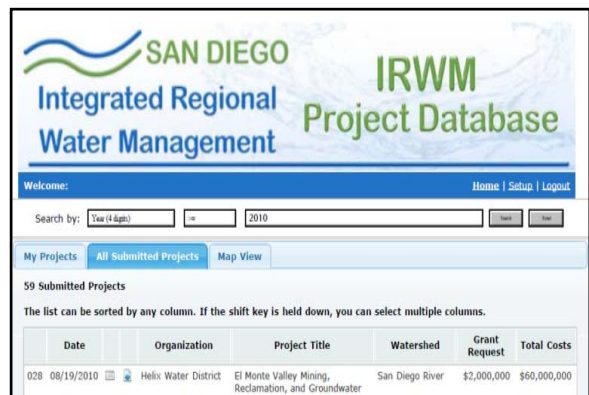 SAN DIEGO
Integrated Regional
Water Management
IRWM
Project Database
Welcome: Home | Setup | Logout
Search by: Year (4 digits) >= 2010 Search Reset
My Projects All Submitted Projects Map View
59 Submitted Projects
The list can be sorted by any column. If the shift key is held down, you can select multiple columns.
Date Organization Project Title Watershed Grant Request Total Costs
028 08/19/2010 Helix Water District El Monte Valley Mining, San Diego River $2,000,000 $60,000,000
Reclamation, and Groundwater